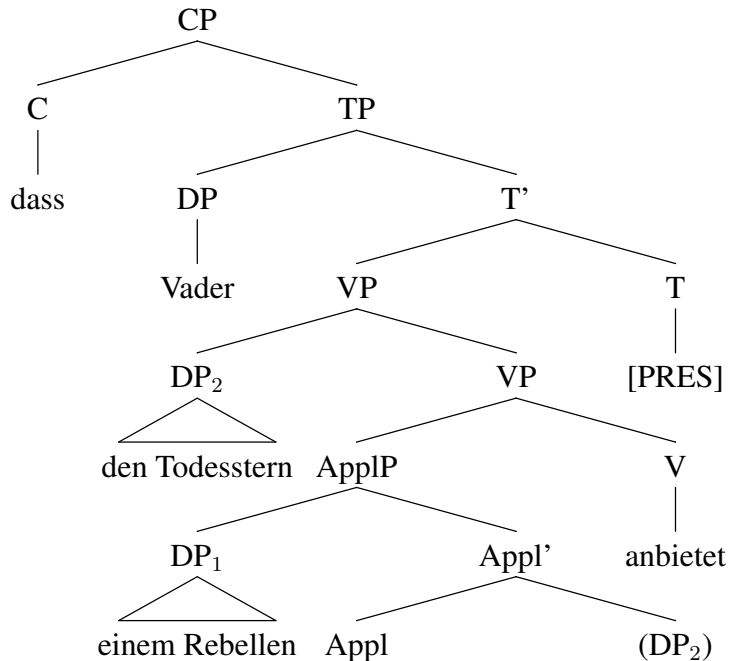 CP
C TP
dass DP T’
Vader VP T
DP₂ VP [PRES]
den Todesstern ApplP V
DP₁ Appl’ anbietet
einem Rebellen Appl (DP₂)